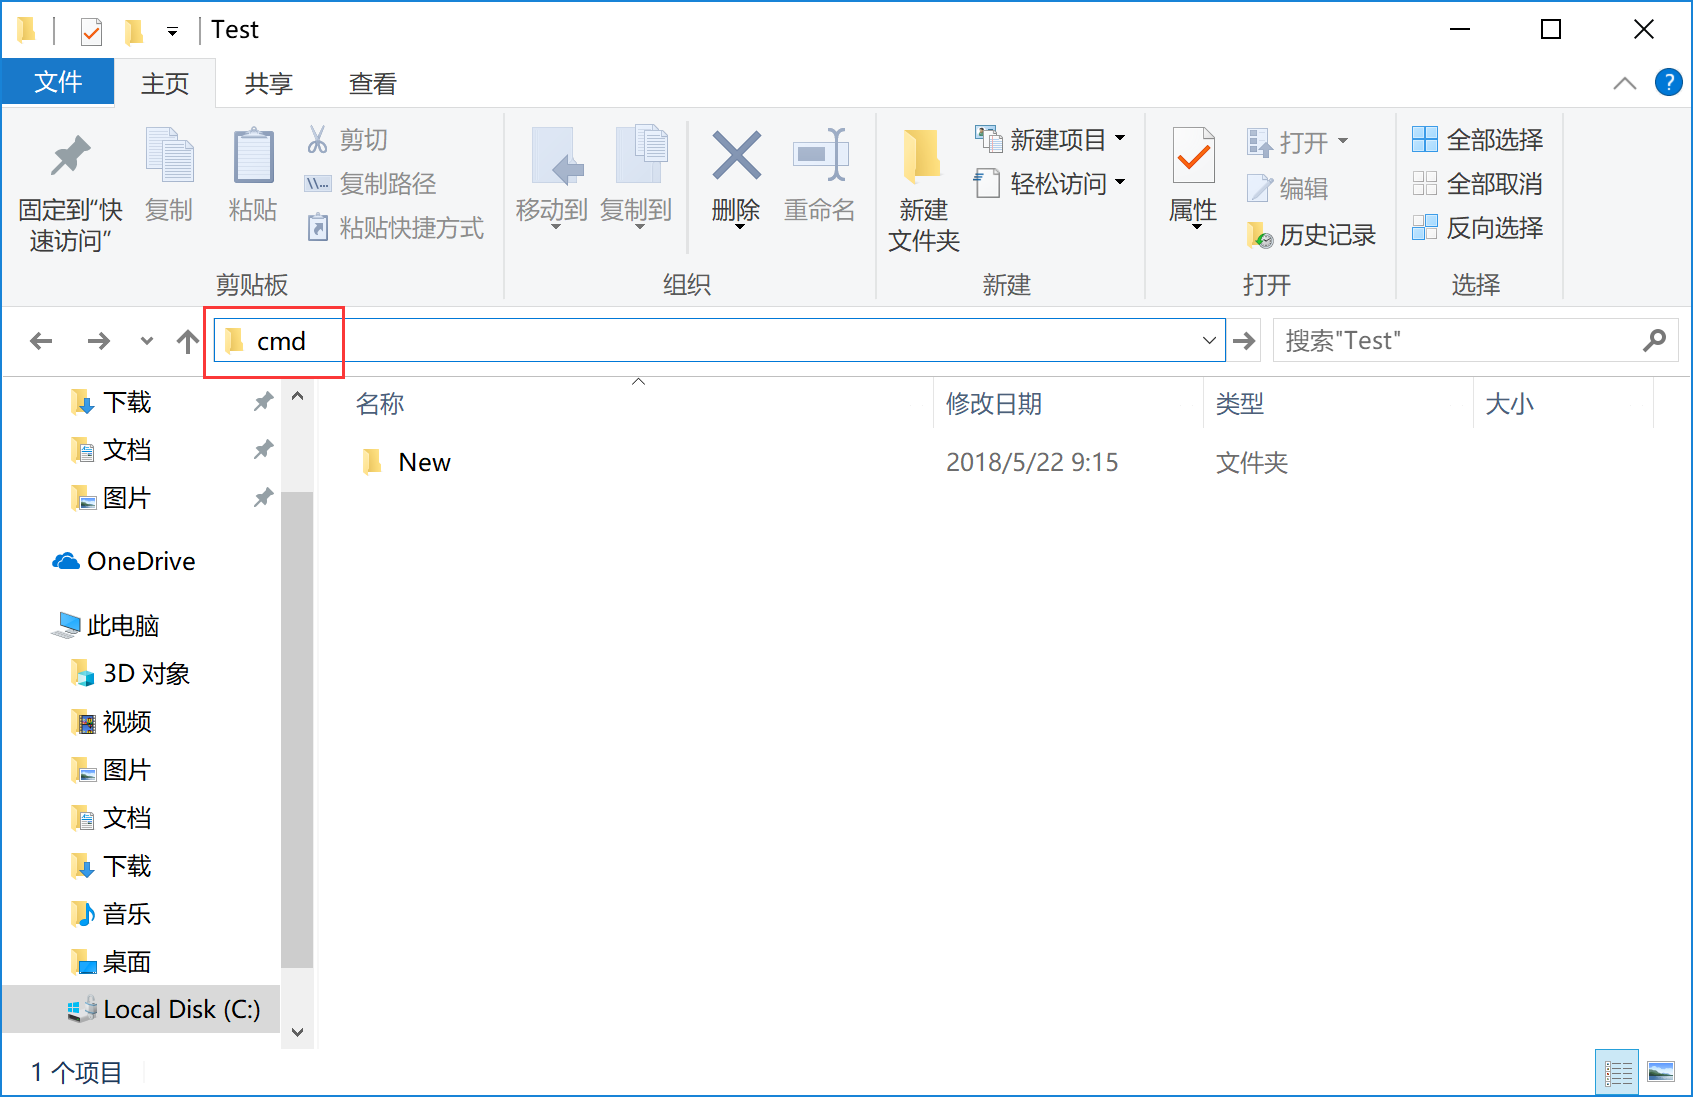 Test
文件 主页 共享 查看
?
固定到“快
速访问”
复制
粘贴
剪切
复制路径
粘贴快捷方式
剪贴板
移动到
复制到
删除
重命名
组织
新建
文件夹
新建项目
轻松访问
新建
属性
打开
编辑
历史记录
打开
全部选择
全部取消
反向选择
选择
cmd
搜索"Test"
名称 修改日期 类型 大小
New 2018/5/22 9:15 文件夹
下载
文档
图片
OneDrive
此电脑
3D 对象
视频
图片
文档
下载
音乐
桌面
Local Disk (C:)
1 个项目